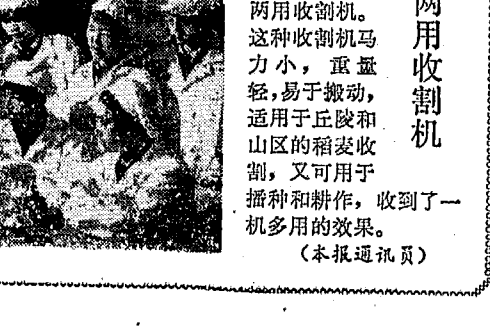 两用收割机
两用收割机。
这种收割机马
力小，重量
轻，易于搬动，
适用于丘陵和
山区的稻麦收
割，又可用于
播种和耕作，收到了一
机多用的效果。
（本报通讯员）